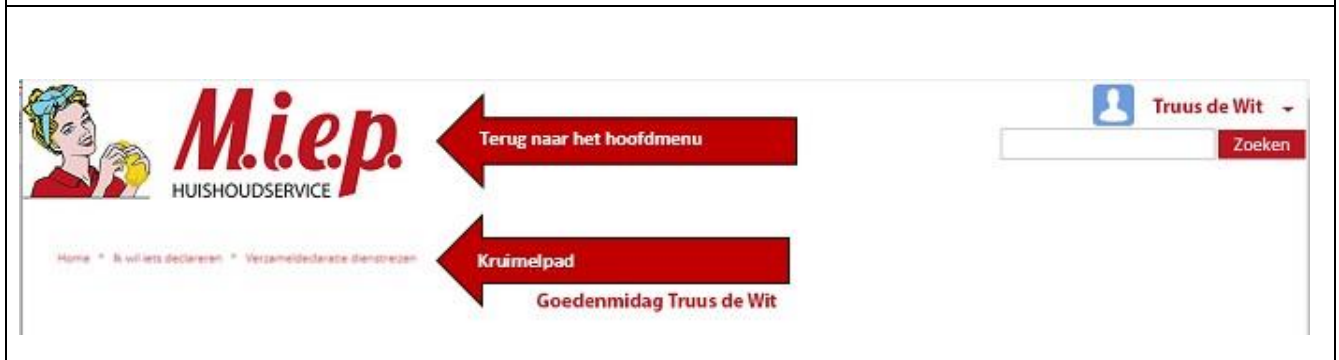 M.i.e.p.
HUISHOUDSERVICE
Terug naar het hoofdmenu
Truus de Wit
Zoeken
Home * Ik wil iets declareren * Verzameldeclaratie dienstreizen
Kruimelpad
Goedenmidag Truus de Wit